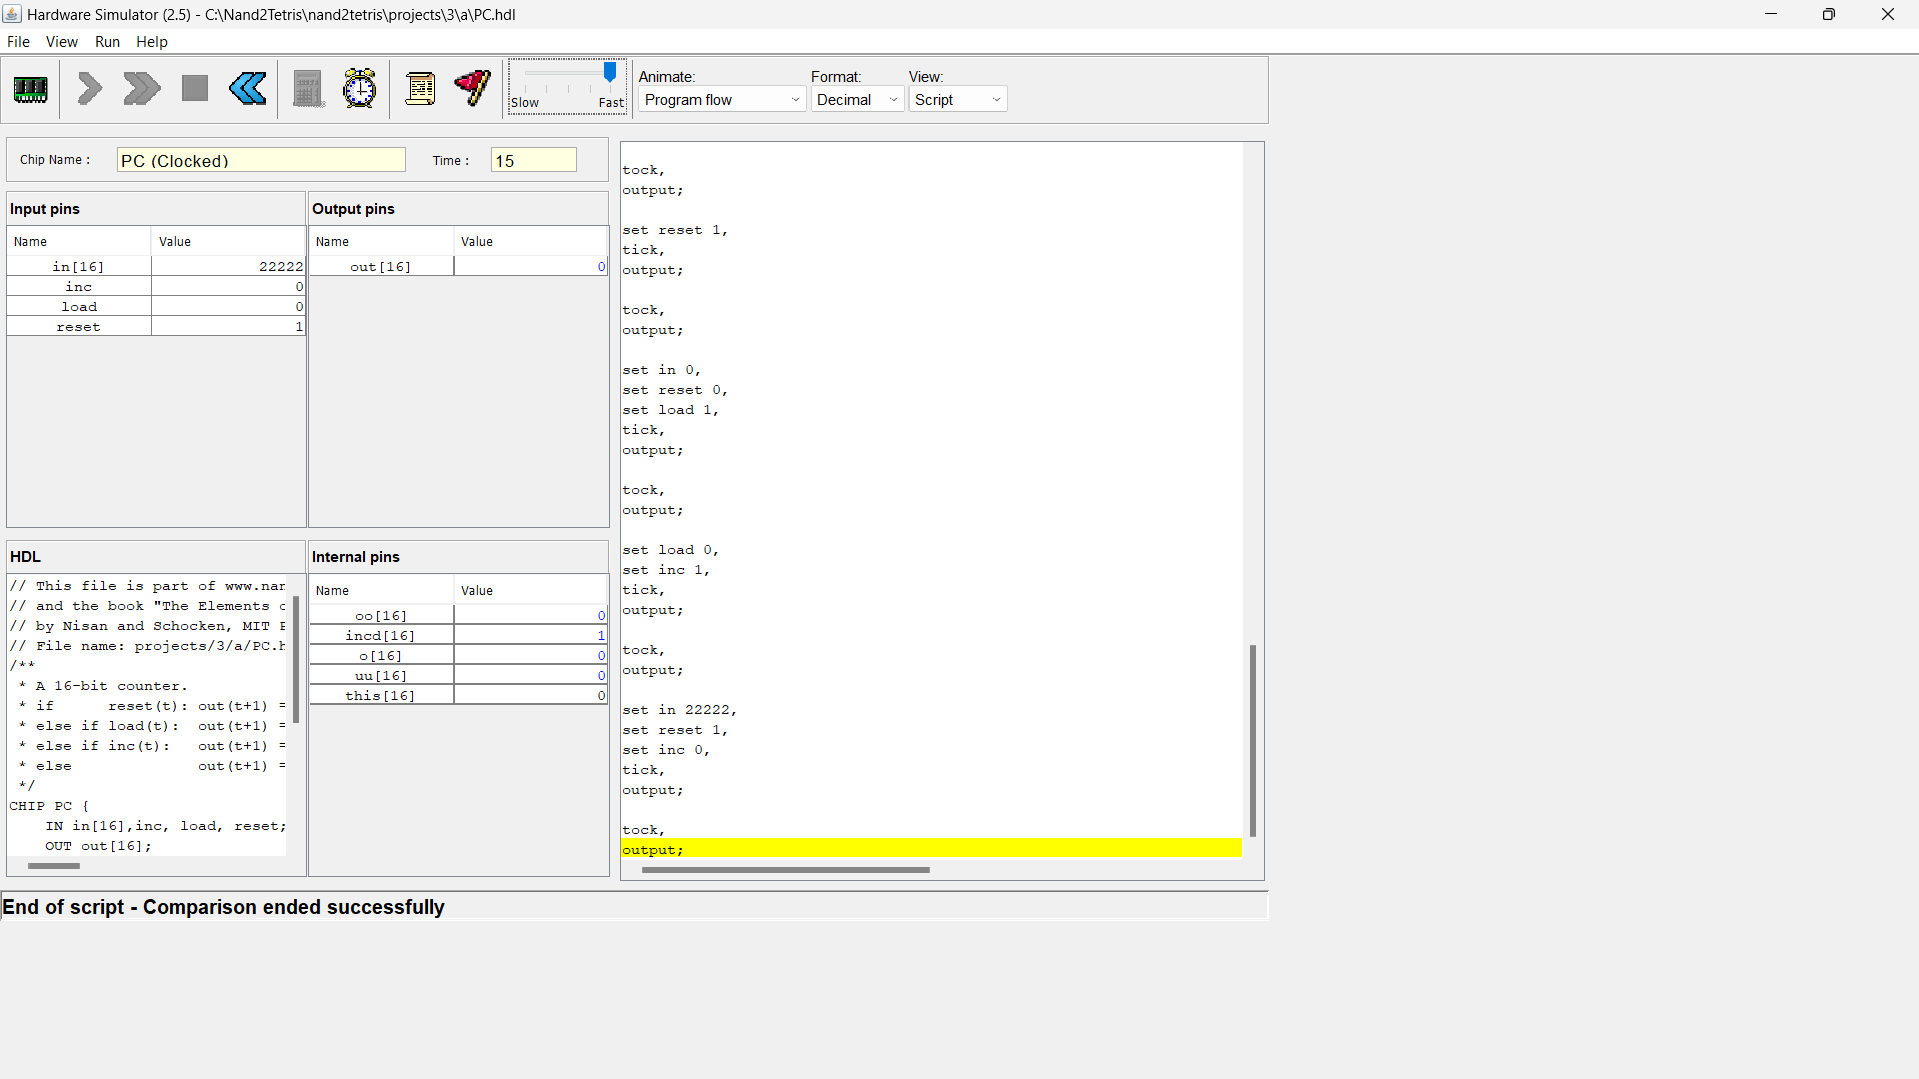 Hardware Simulator (2.5) - C:\Nand2Tetris\nand2tetris\projects\3\a\PC.hdl
File View Run Help
Slow Fast
Animate: Format: View:
Program flow Decimal Script
Chip Name : PC (Clocked) Time : 15
Input pins
Name Value
in[16] 22222
inc 0
load 0
reset 1
Output pins
Name Value
out[16] 0
HDL
// This file is part of www.nan
// and the book "The Elements o
// by Nisan and Schocken, MIT P
// File name: projects/3/a/PC.h
/**
* A 16-bit counter.
* if reset(t): out(t+1) =
* else if load(t): out(t+1) =
* else if inc(t): out(t+1) =
* else out(t+1) =
*/
CHIP PC {
IN in[16],inc, load, reset;
OUT out[16];
Internal pins
Name Value
oo[16] 0
incd[16] 1
o[16] 0
uu[16] 0
this[16] 0
tock,
output;
set reset 1,
tick,
output;
tock,
output;
set in 0,
set reset 0,
set load 1,
tick,
output;
tock,
output;
set load 0,
set inc 1,
tick,
output;
tock,
output;
set in 22222,
set reset 1,
set inc 0,
tick,
output;
tock,
output;
End of script - Comparison ended successfully